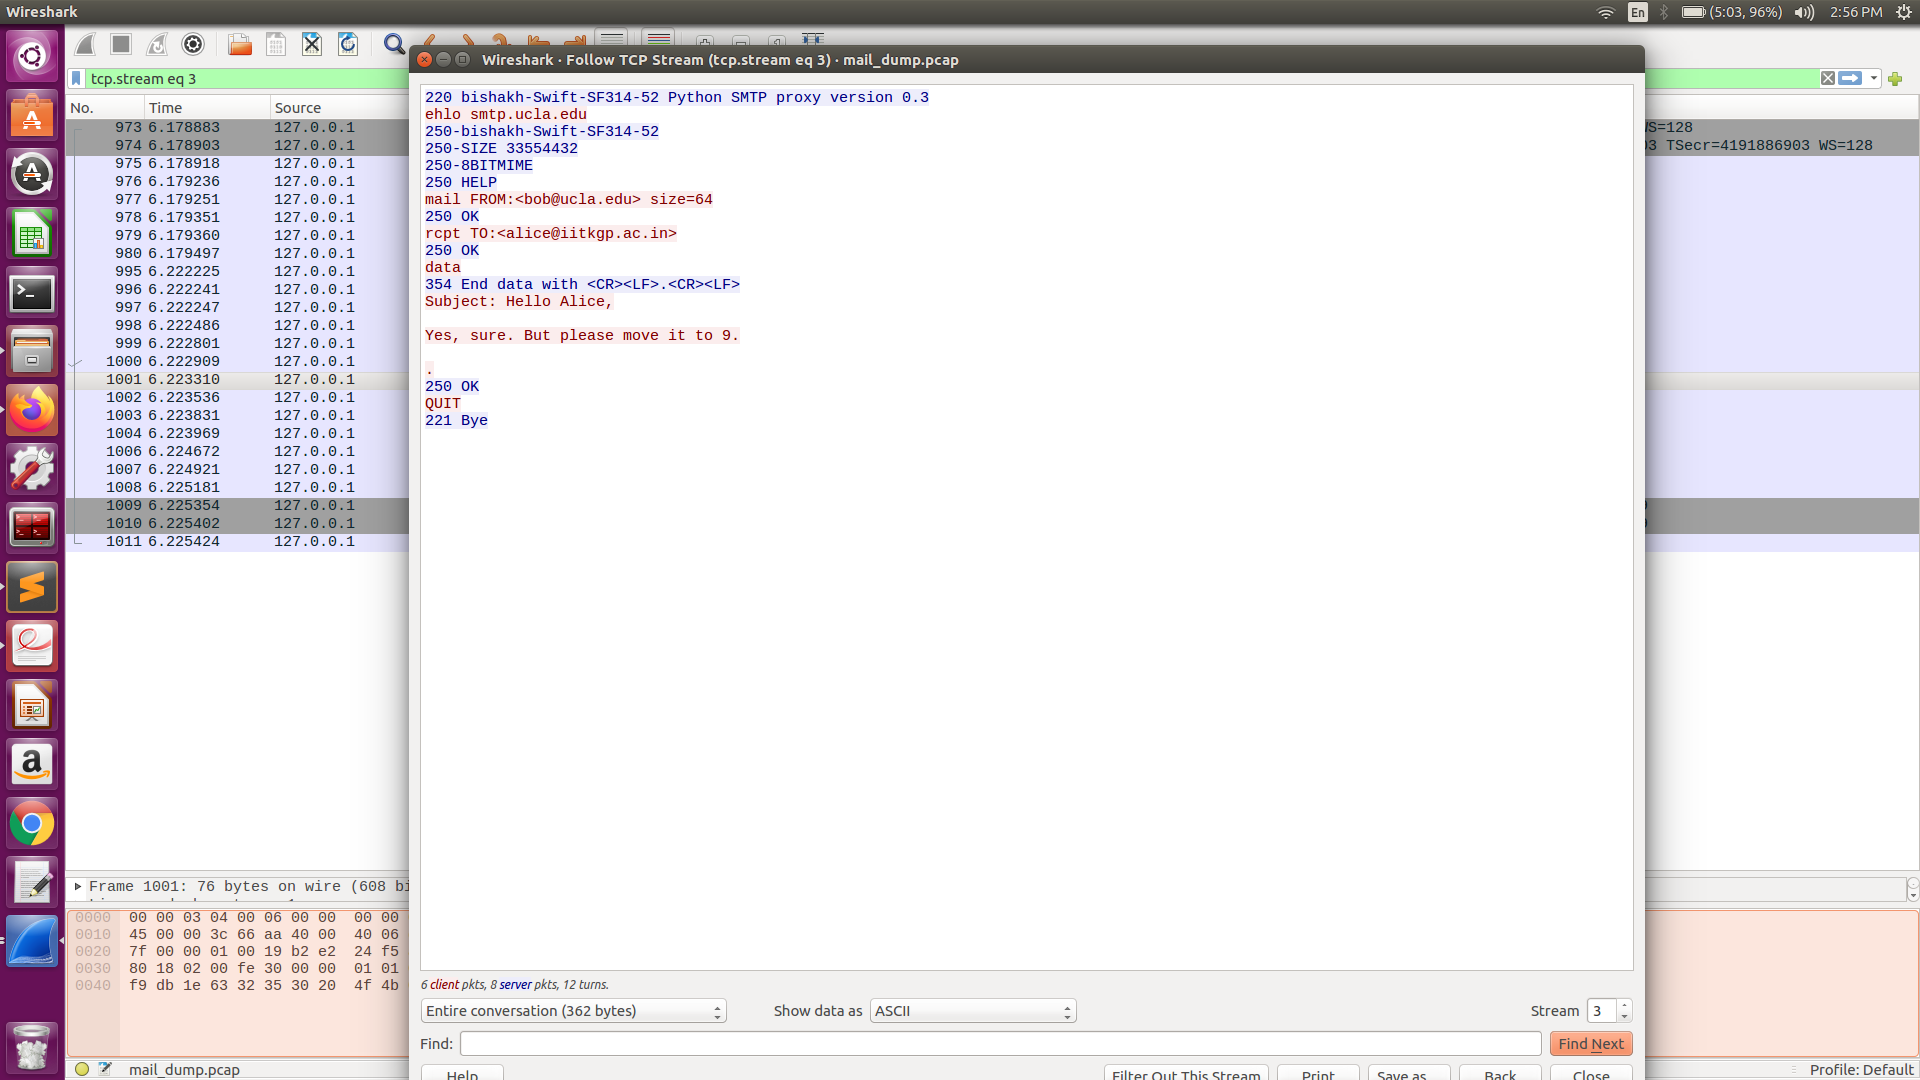 Wireshark
En
(5:03, 96%)
2:56 PM
tcp.stream eq 3
Wireshark · Follow TCP Stream (tcp.stream eq 3) · mail_dump.pcap
No. Time Source
973 6.178883 127.0.0.1
974 6.178903 127.0.0.1
975 6.178918 127.0.0.1
976 6.179236 127.0.0.1
977 6.179251 127.0.0.1
978 6.179351 127.0.0.1
979 6.179360 127.0.0.1
980 6.179497 127.0.0.1
995 6.222225 127.0.0.1
996 6.222241 127.0.0.1
997 6.222247 127.0.0.1
998 6.222486 127.0.0.1
999 6.222801 127.0.0.1
1000 6.222909 127.0.0.1
1001 6.223310 127.0.0.1
1002 6.223536 127.0.0.1
1003 6.223831 127.0.0.1
1004 6.223969 127.0.0.1
1006 6.224672 127.0.0.1
1007 6.224921 127.0.0.1
1008 6.225181 127.0.0.1
1009 6.225354 127.0.0.1
1010 6.225402 127.0.0.1
1011 6.225424 127.0.0.1
WS=128
TSecr=4191886903 WS=128
220 bishakh-Swift-SF314-52 Python SMTP proxy version 0.3
ehlo smtp.ucla.edu
250-bishakh-Swift-SF314-52
250-SIZE 33554432
250-8BITMIME
250 HELP
mail FROM:<bob@ucla.edu> size=64
250 OK
rcpt TO:<alice@iitkgp.ac.in>
250 OK
data
354 End data with <CR><LF>.<CR><LF>
Subject: Hello Alice,
Yes, sure. But please move it to 9.
.
250 OK
QUIT
221 Bye
Frame 1001: 76 bytes on wire (608 bi
0000 00 00 03 04 00 06 00 00 00 00
0010 45 00 00 3c 66 aa 40 00 40 06
0020 7f 00 00 01 00 19 b2 e2 24 f5
0030 80 18 02 00 fe 30 00 00 01 01
0040 f9 db 1e 63 32 35 30 20 4f 4b
6 client pkts, 8 server pkts, 12 turns.
Entire conversation (362 bytes)
Show data as ASCII
Stream 3
Find:
Find Next
Help
Filter Out This Stream
Print
Save as…
Back
Close
mail_dump.pcap
Profile: Default